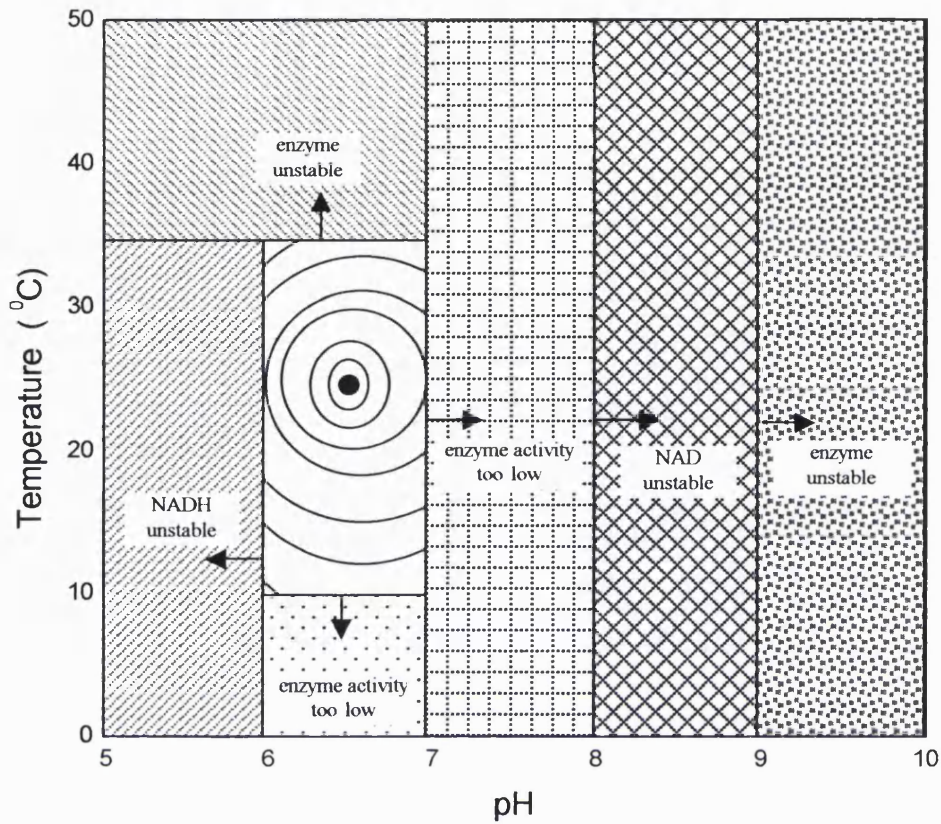 50
40
30
20
10
0
Temperature ( ⁰C)
enzyme
unstable
NADH
unstable
enzyme activity
too low
enzyme activity
too low
NAD
unstable
enzyme
unstable
5 6 7 8 9 10
pH